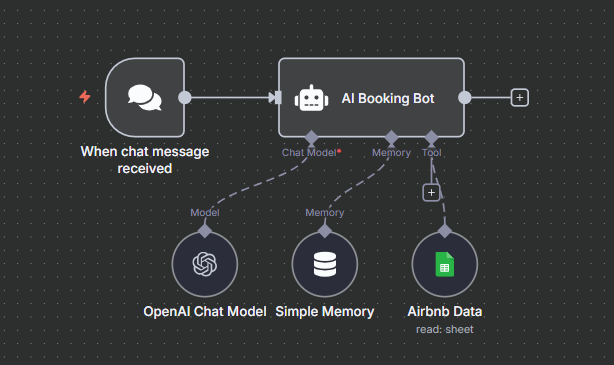 AI Booking Bot
When chat message
received
Chat Model*
Memory
Tool
Model
Memory
OpenAI Chat Model
Simple Memory
Airbnb Data
read: sheet